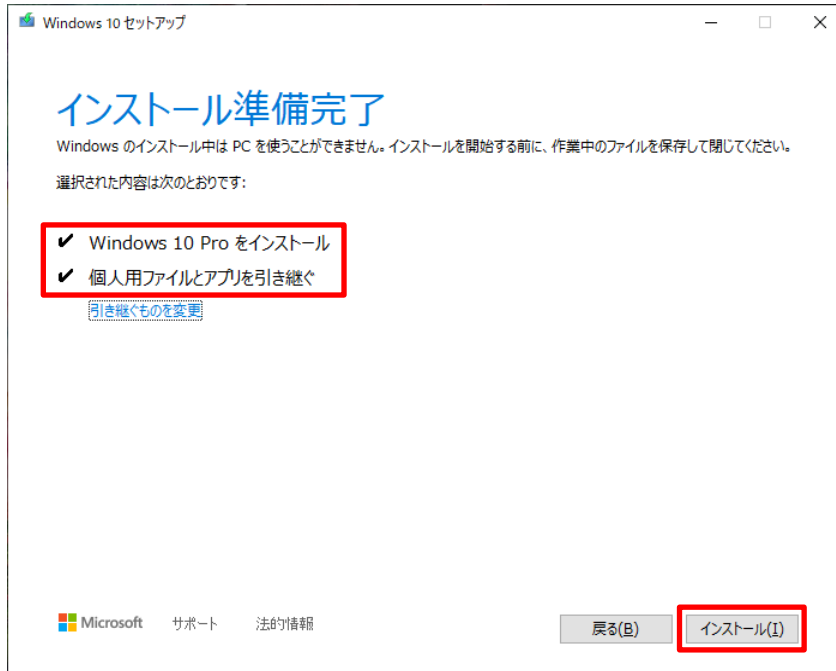 Windows 10 セットアップ
インストール準備完了
Windows のインストール中は PC を使うことができません。インストールを開始する前に、作業中のファイルを保存して閉じてください。
選択された内容は次のとおりです:
✔ Windows 10 Pro をインストール
✔ 個人用ファイルとアプリを引き継ぐ
引き継ぐものを変更
Microsoft サポート 法的情報 戻る(B) インストール(I)